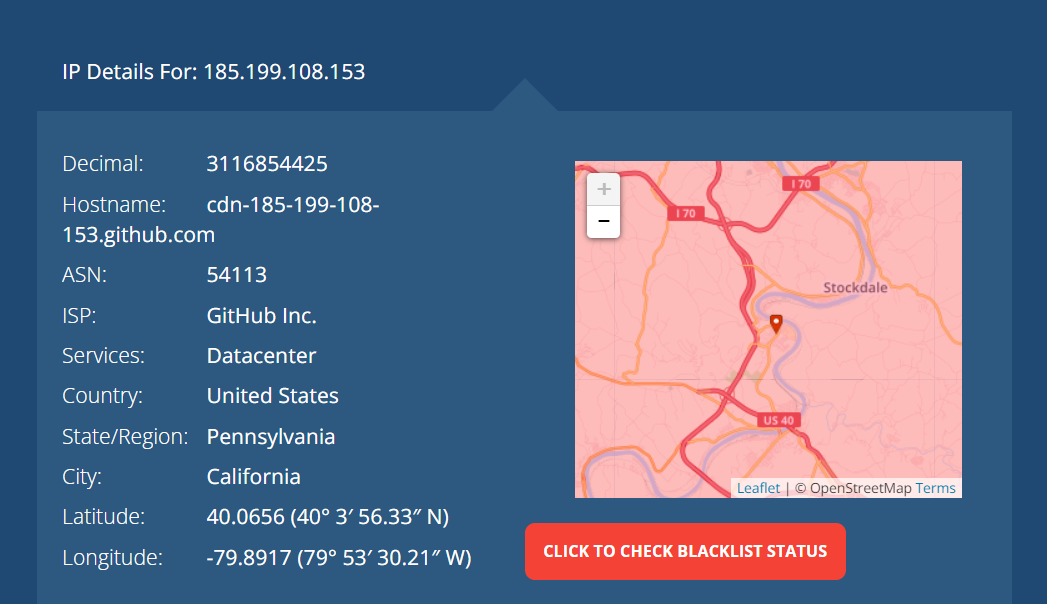 IP Details For: 185.199.108.153
Decimal: 3116854425
Hostname: cdn-185-199-108-
153.github.com
ASN: 54113
ISP: GitHub Inc.
Services: Datacenter
Country: United States
State/Region: Pennsylvania
City: California
Latitude: 40.0656 (40° 3′ 56.33″ N)
Longitude: -79.8917 (79° 53′ 30.21″ W)
+
−
I 70
I 70
Stockdale
US 40
Leaflet | © OpenStreetMap Terms
CLICK TO CHECK BLACKLIST STATUS